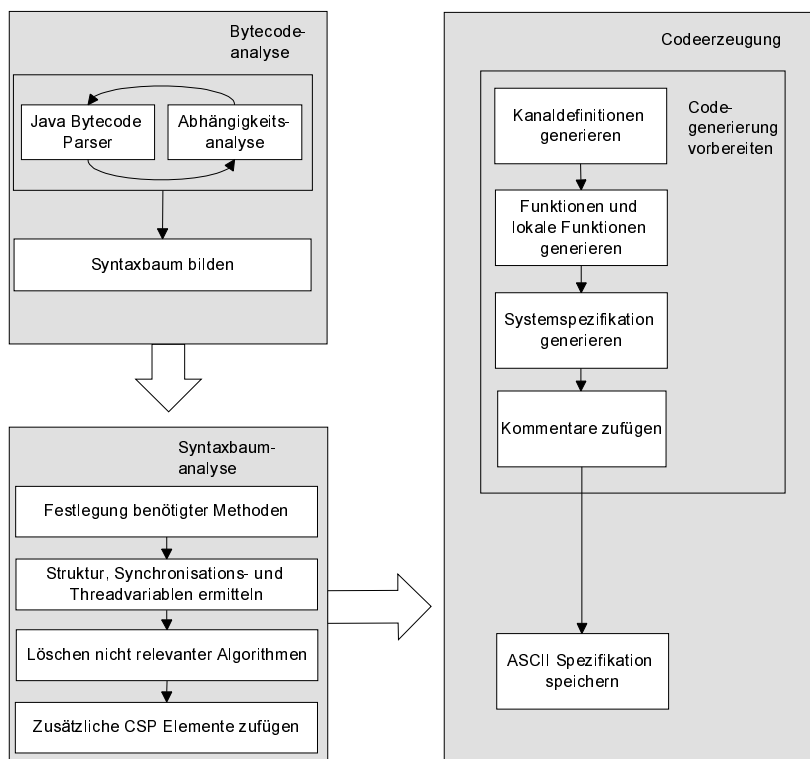 Bytecode-
analyse
Java Bytecode
Parser
Abhängigkeits-
analyse
Syntaxbaum bilden
Syntaxbaum-
analyse
Festlegung benötigter Methoden
Struktur, Synchronisations- und
Threadvariablen ermitteln
Löschen nicht relevanter Algorithmen
Zusätzliche CSP Elemente zufügen
Codeerzeugung
Code-
generierung
vorbereiten
Kanaldefinitionen
generieren
Funktionen und
lokale Funktionen
generieren
Systemspezifikation
generieren
Kommentare zufügen
ASCII Spezifikation
speichern